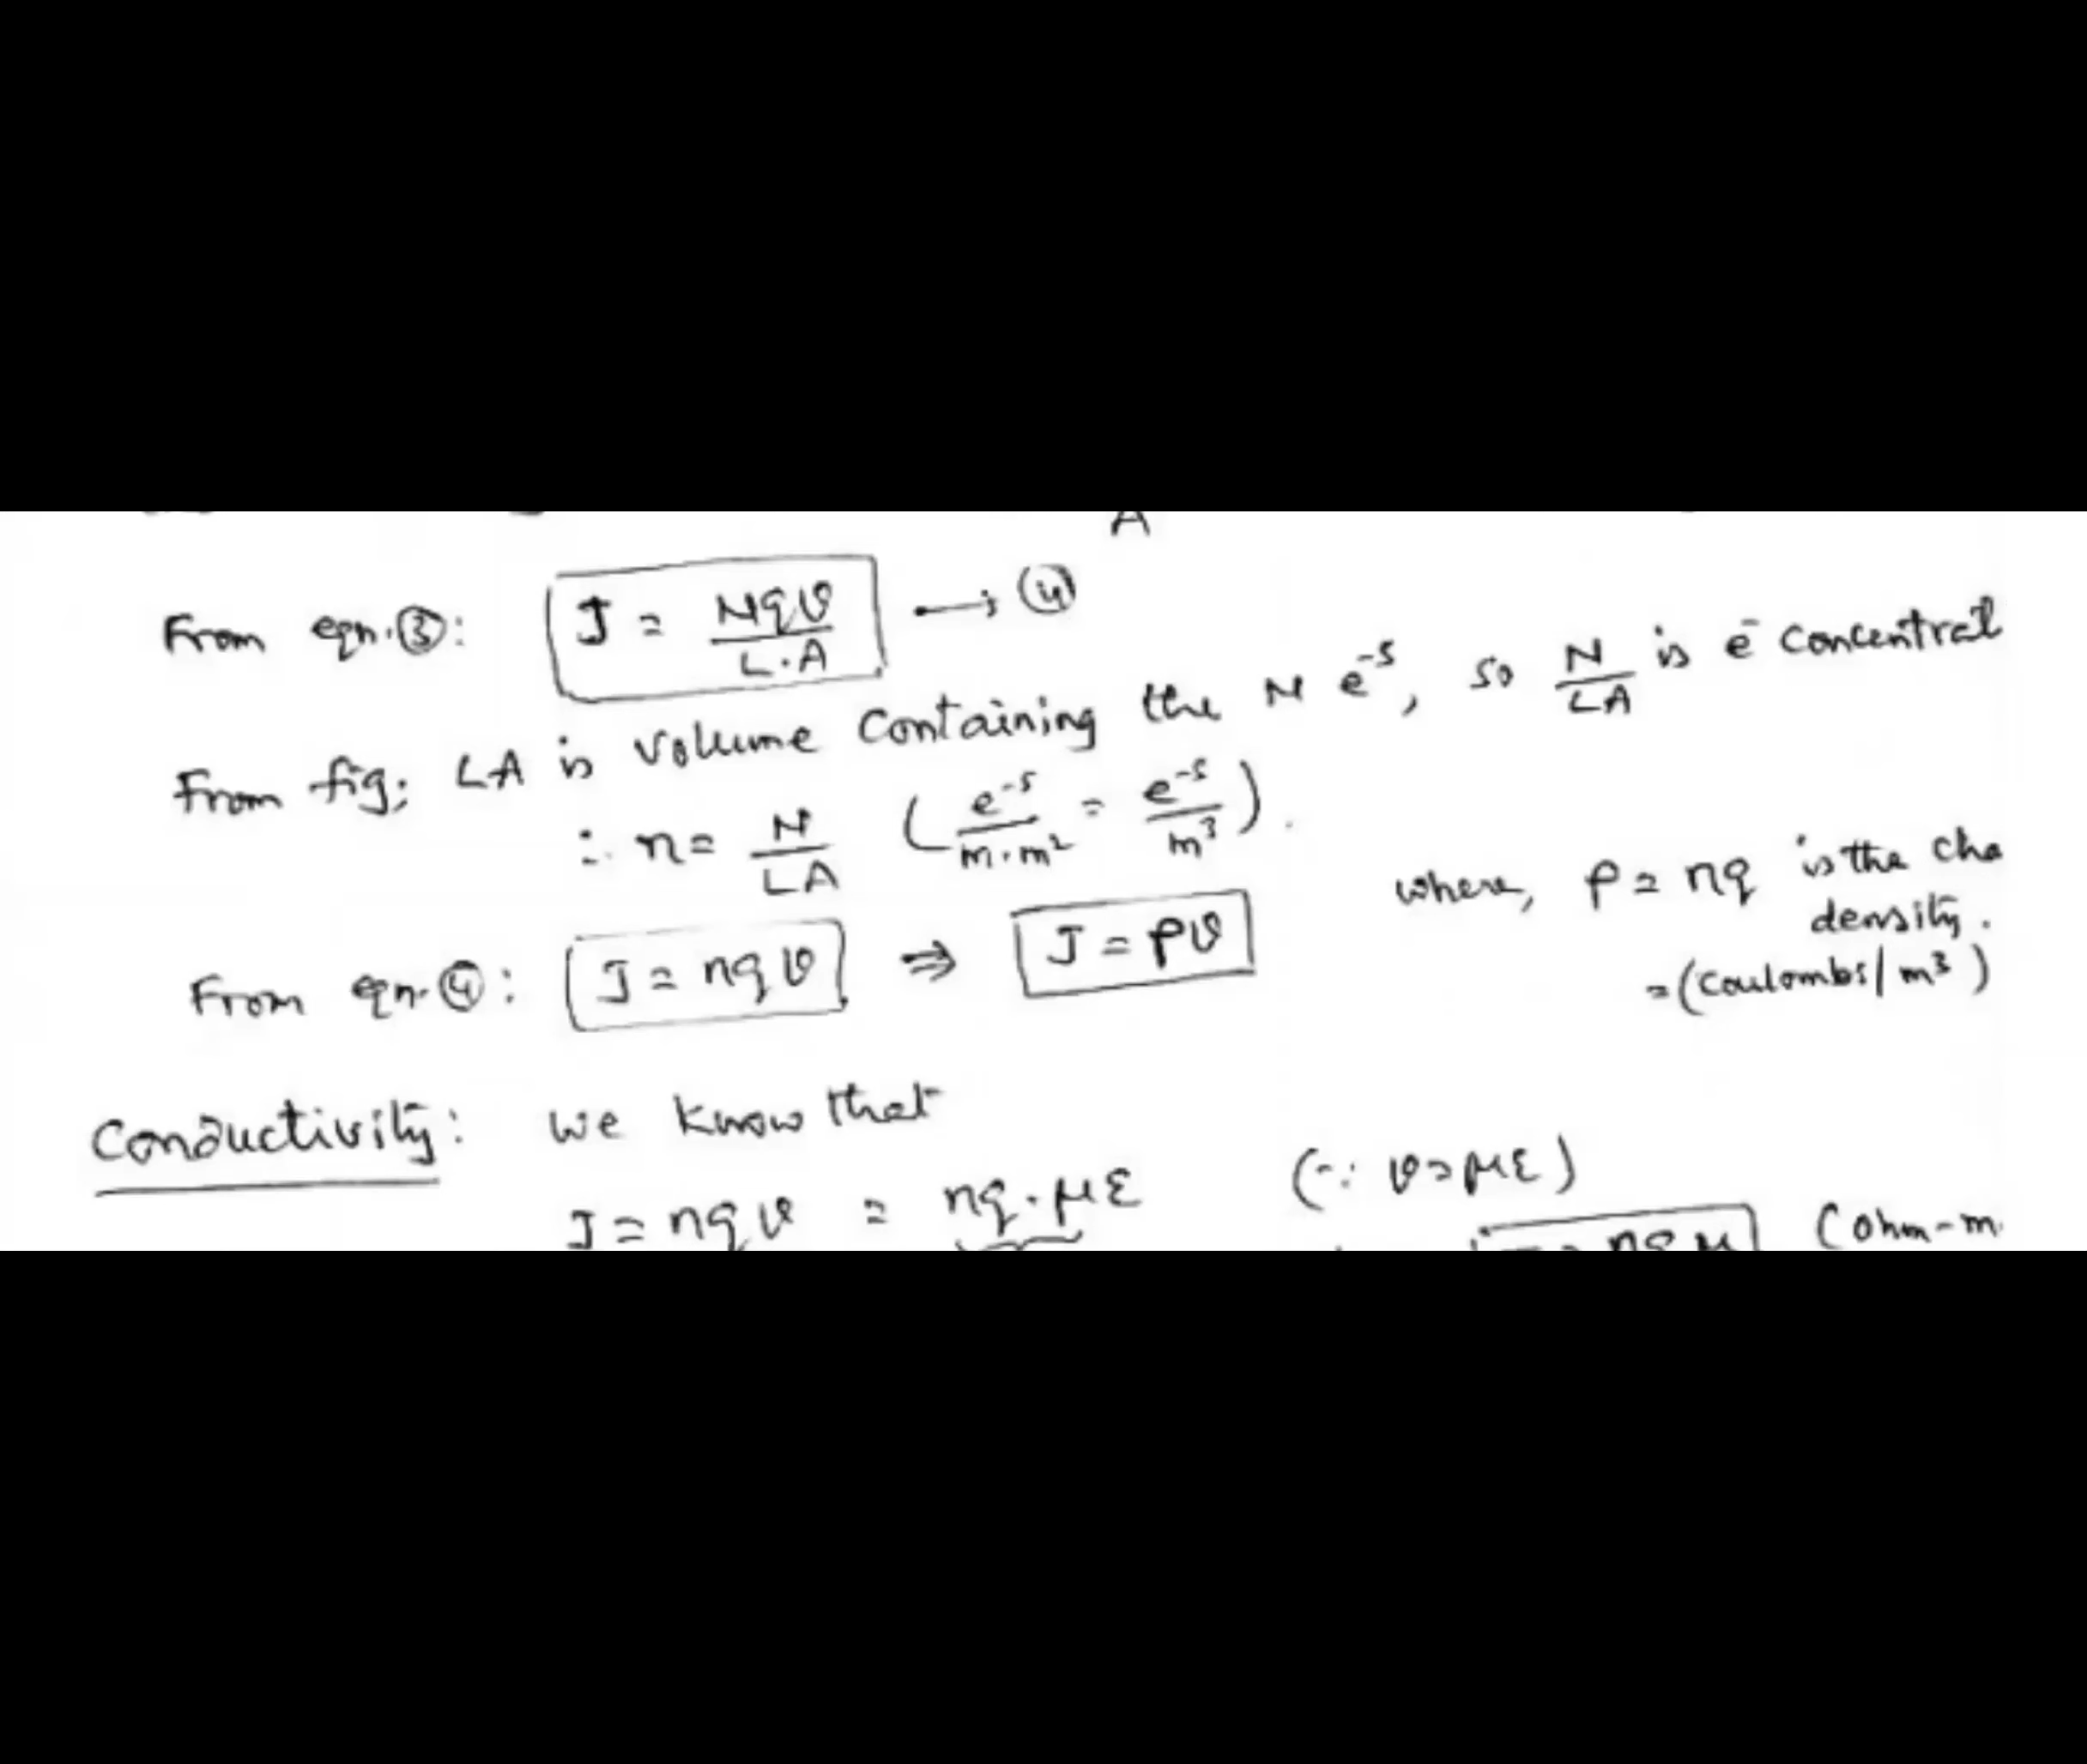 A
From eqn.③: J = Nqv/L·A → ④
From fig; LA is volume containing the N e⁻ˢ, so N/LA is e⁻ concentrat
∴ n = N/LA (e⁻ˢ/m·m² = e⁻ˢ/m³).
where, ρ = nq is the cha
density.
From eqn.④: J = nqv ⇒ J = ρv
= (Coulombs/m³)
Conductivity: we know that
J = nqv = nq·με (∵ v = με)
= nqμ (ohm-m